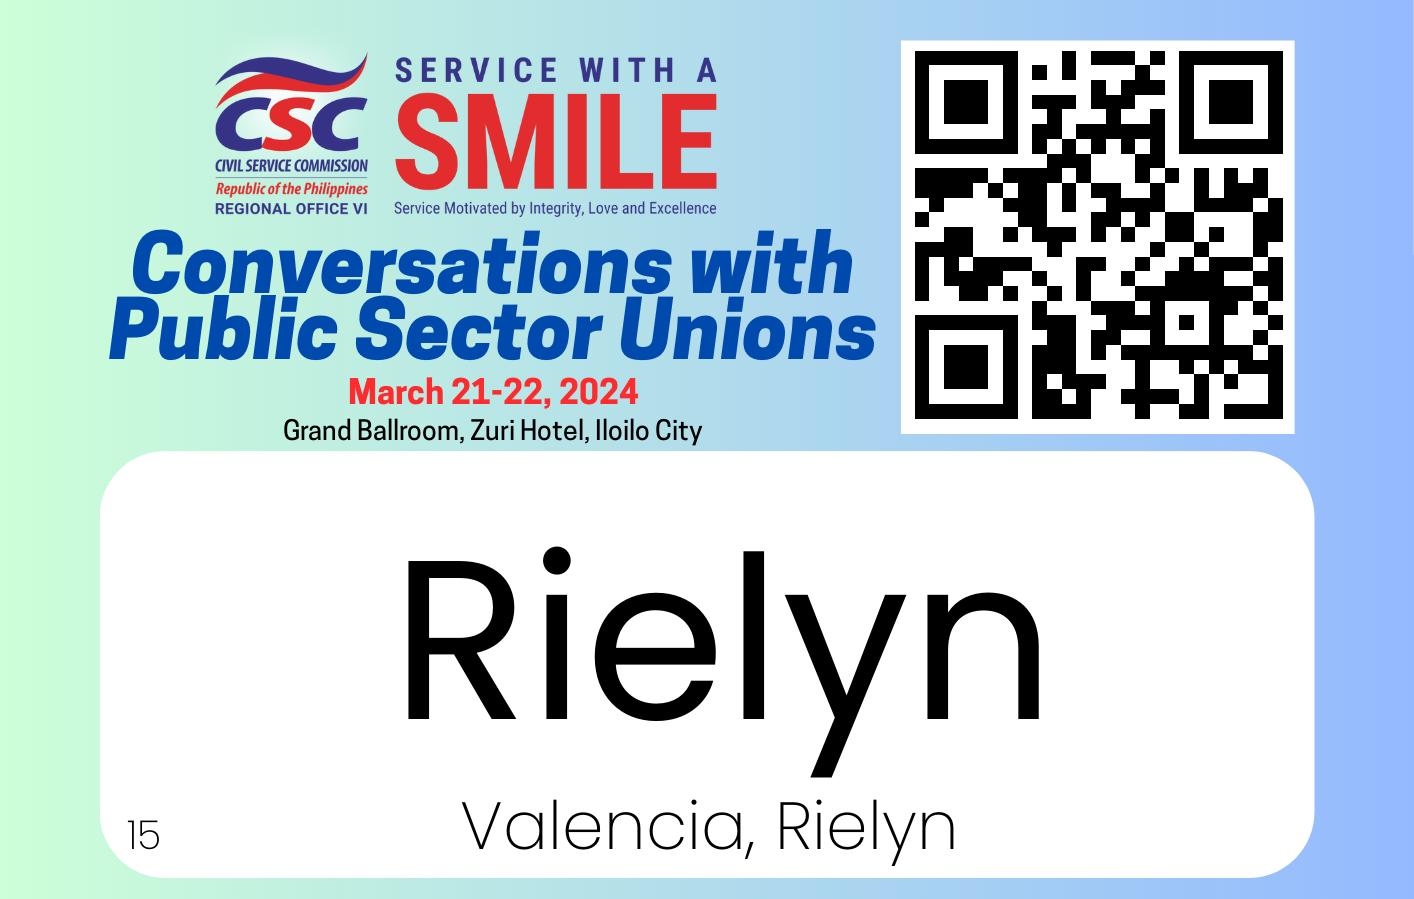 CSC
CIVIL SERVICE COMMISSION
Republic of the Philippines
REGIONAL OFFICE VI
SERVICE WITH A
SMILE
Service Motivated by Integrity, Love and Excellence
Conversations with
Public Sector Unions
March 21-22, 2024
Grand Ballroom, Zuri Hotel, Iloilo City
Rielyn
Valencia, Rielyn
15